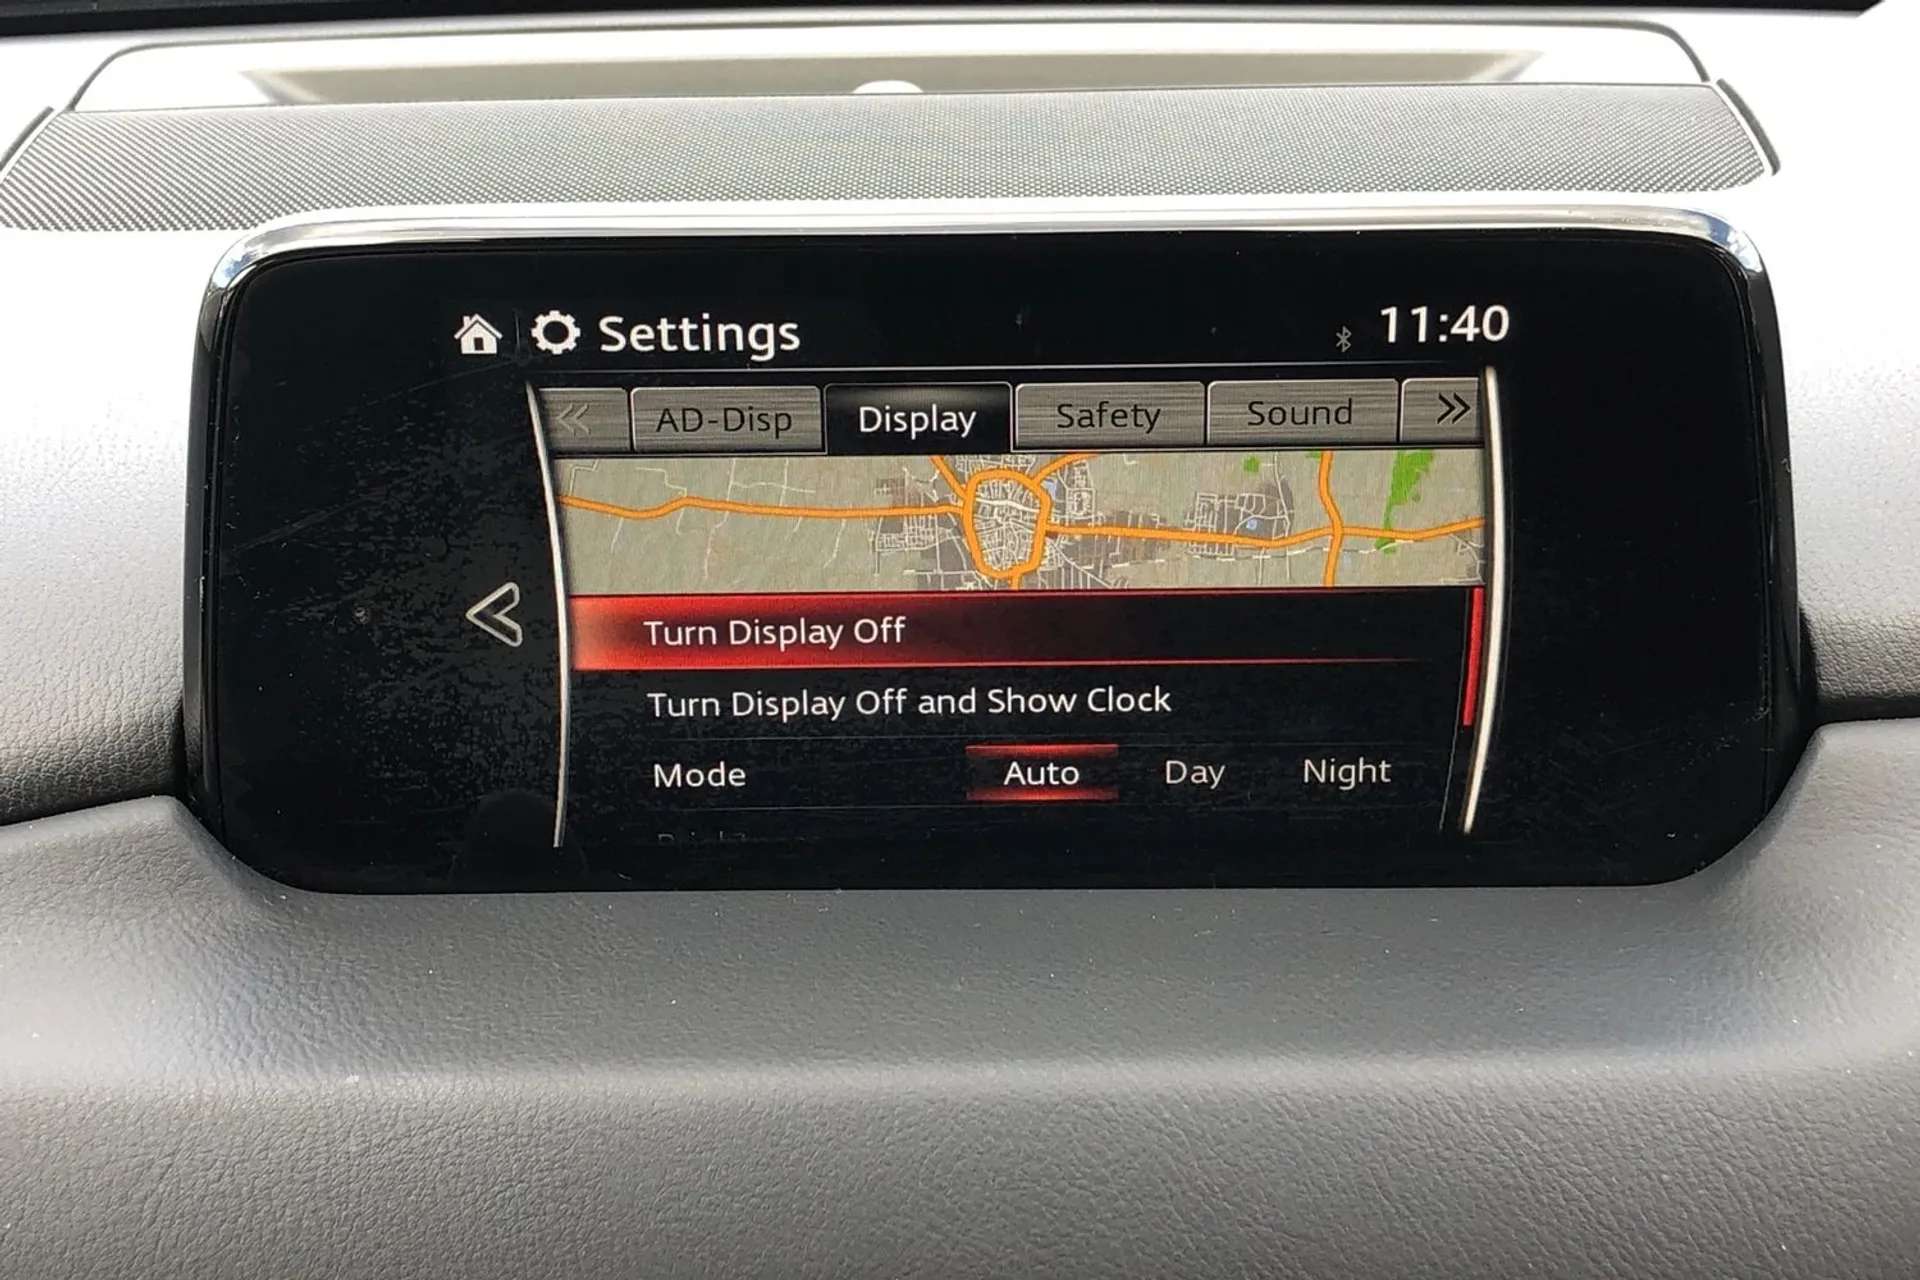 Settings 11:40
AD-Disp Display Safety Sound
Turn Display Off
Turn Display Off and Show Clock
Mode Auto Day Night